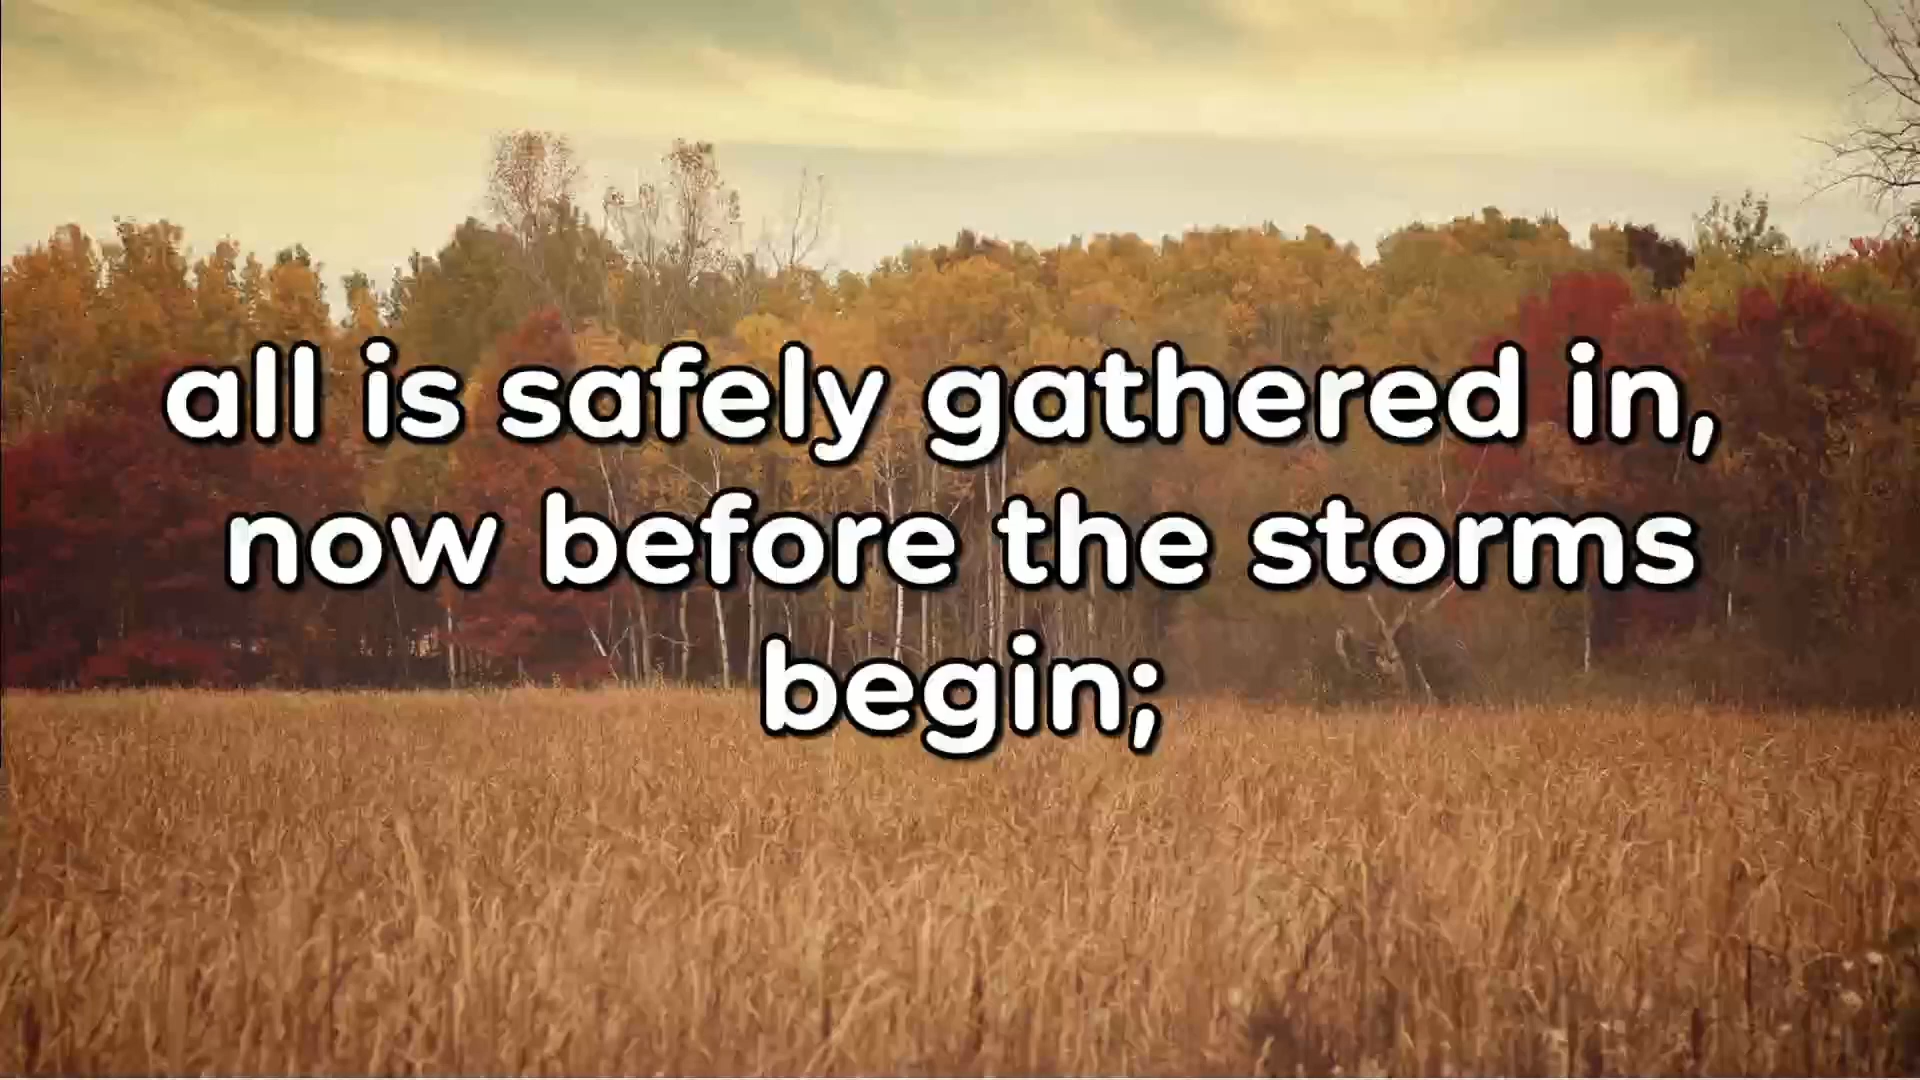 all is safely gathered in,
now before the storms
begin;